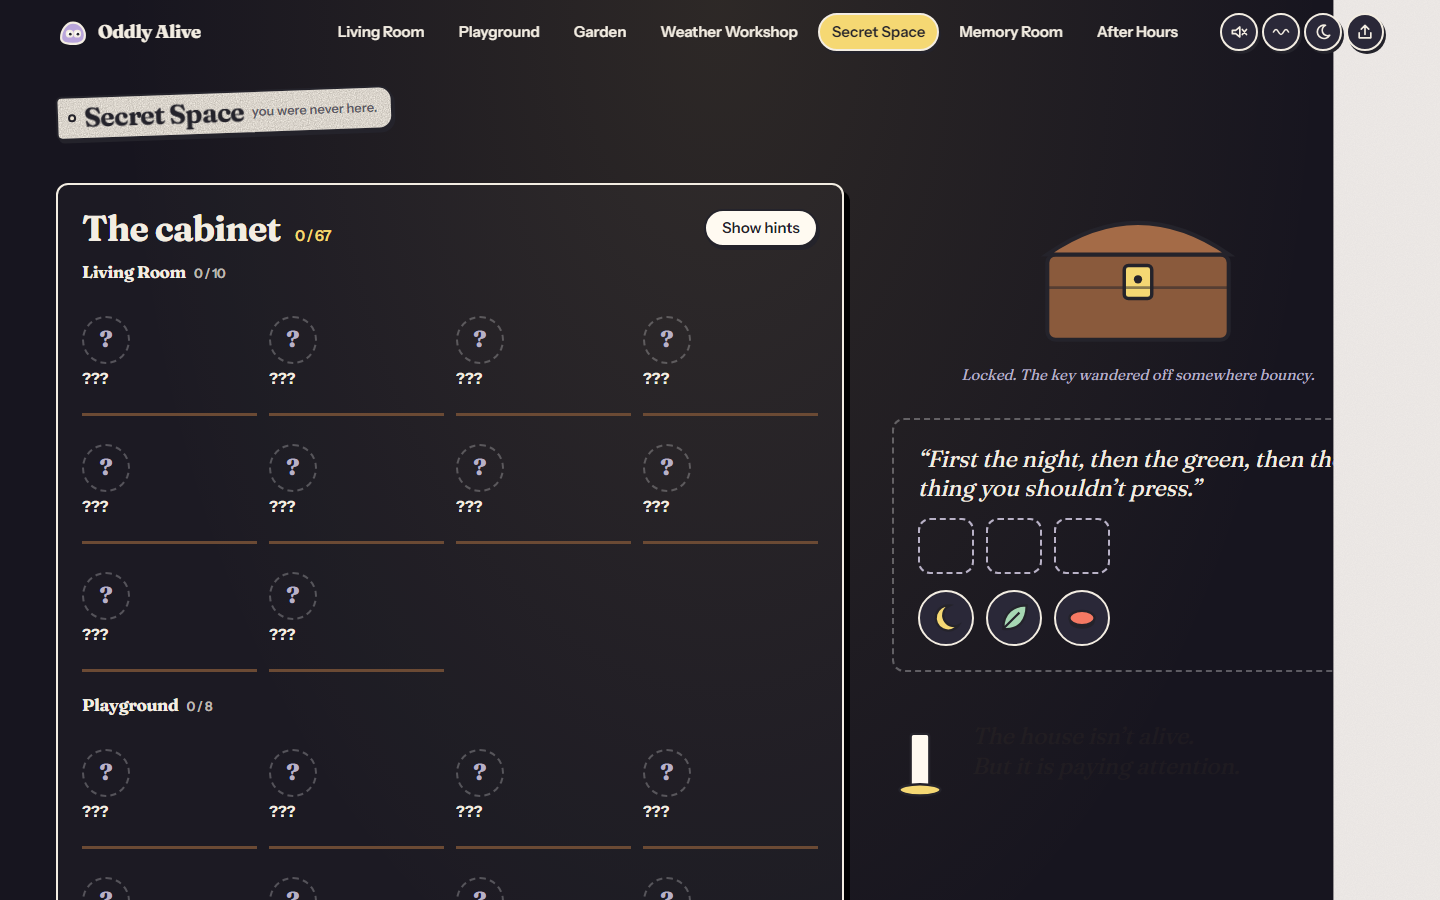 Oddly Alive
Living Room
Playground
Garden
Weather Workshop
Secret Space
Memory Room
After Hours
Secret Space you were never here.
The cabinet 0/67
Show hints
Living Room 0/10
? ? ? ?
??? ??? ??? ???
? ? ? ?
??? ??? ??? ???
? ?
??? ???
Playground 0/8
? ? ? ?
??? ??? ??? ???
? ? ? ?
Locked. The key wandered off somewhere bouncy.
“First the night, then the green, then
thing you shouldn’t press.”
The house isn’t alive.
But it is paying attention.